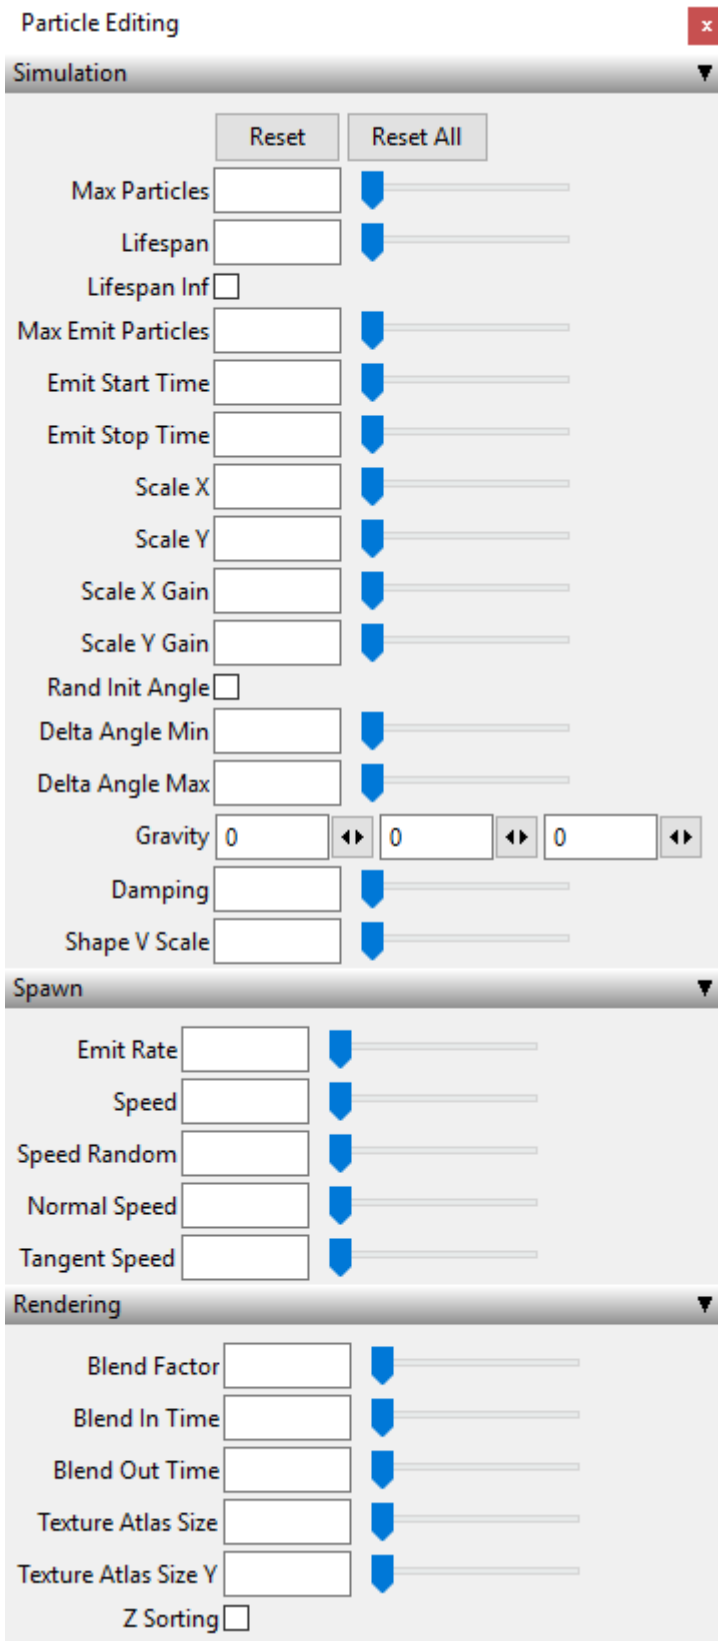 Particle Editing x
Simulation
Reset Reset All
Max Particles
Lifespan
Lifespan Inf
Max Emit Particles
Emit Start Time
Emit Stop Time
Scale X
Scale Y
Scale X Gain
Scale Y Gain
Rand Init Angle
Delta Angle Min
Delta Angle Max
Gravity 0 0 0
Damping
Shape V Scale
Spawn
Emit Rate
Speed
Speed Random
Normal Speed
Tangent Speed
Rendering
Blend Factor
Blend In Time
Blend Out Time
Texture Atlas Size
Texture Atlas Size Y
Z Sorting